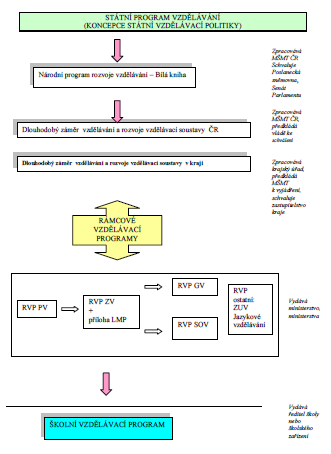 STÁTNÍ PROGRAM VZDĚLÁVÁNÍ
(KONCEPCE STÁTNÍ VZDĚLÁVACÍ POLITIKY)
Zpracovává
MŠMT ČR
Schvaluje
Poslanecká
sněmovna,
Senát
Parlamentu
Národní program rozvoje vzdělávání – Bílá kniha
Zpracovává
MŠMT ČR,
předkládá
vládě ke
schválení
Dlouhodobý záměr vzdělávání a rozvoje vzdělávací soustavy ČR
Dlouhodobý záměr vzdělávání a rozvoje vzdělávací soustavy v kraji
Zpracovává
krajský úřad,
předkládá
MŠMT
k vyjádření,
schvaluje
zastupitelstvo
kraje
RÁMCOVÉ
VZDĚLÁVACÍ
PROGRAMY
RVP PV
RVP ZV
+
příloha LMP
RVP GV
RVP SOV
RVP
ostatní
ZUV
Jazykové
vzdělávání
Vydává
ministerstvo,
ministerstva
ŠKOLNÍ VZDĚLÁVACÍ PROGRAM
Vydává
ředitel školy
nebo
školského
zařízení